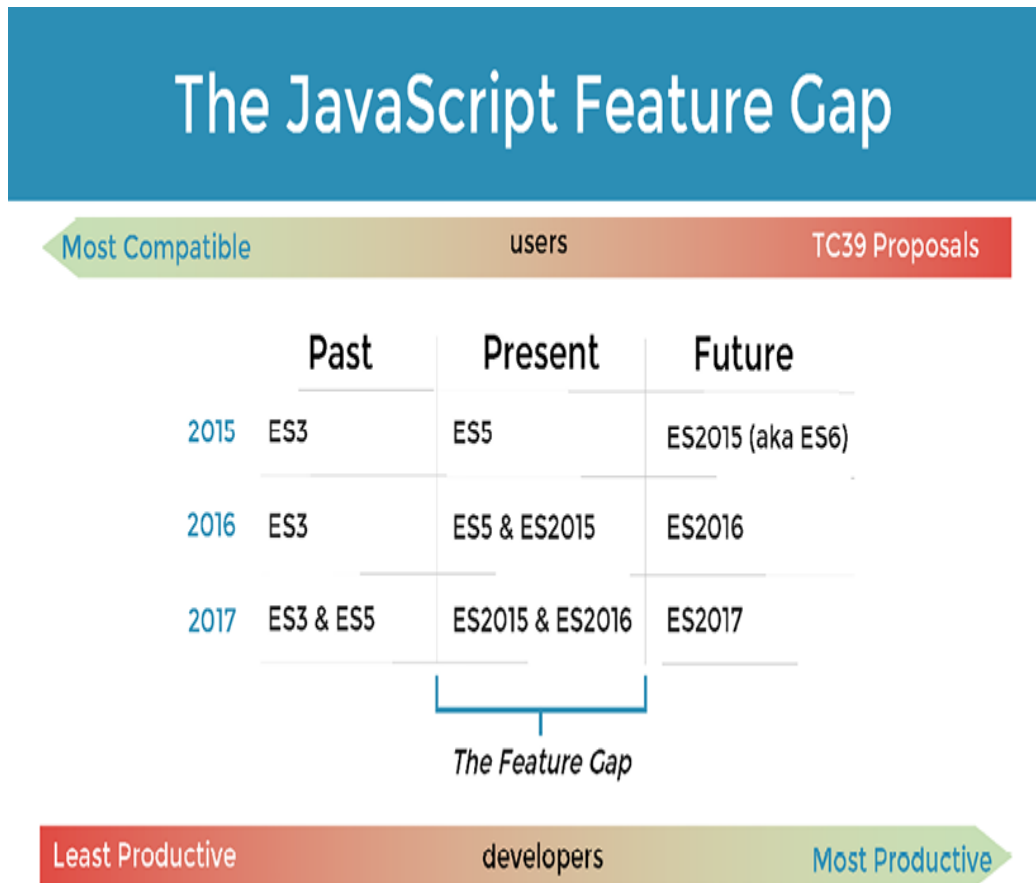 The JavaScript Feature Gap
Most Compatible users TC39 Proposals
Past Present Future
2015 ES3 ES5 ES2015 (aka ES6)
2016 ES3 ES5 & ES2015 ES2016
2017 ES3 & ES5 ES2015 & ES2016 ES2017
The Feature Gap
Least Productive developers Most Productive